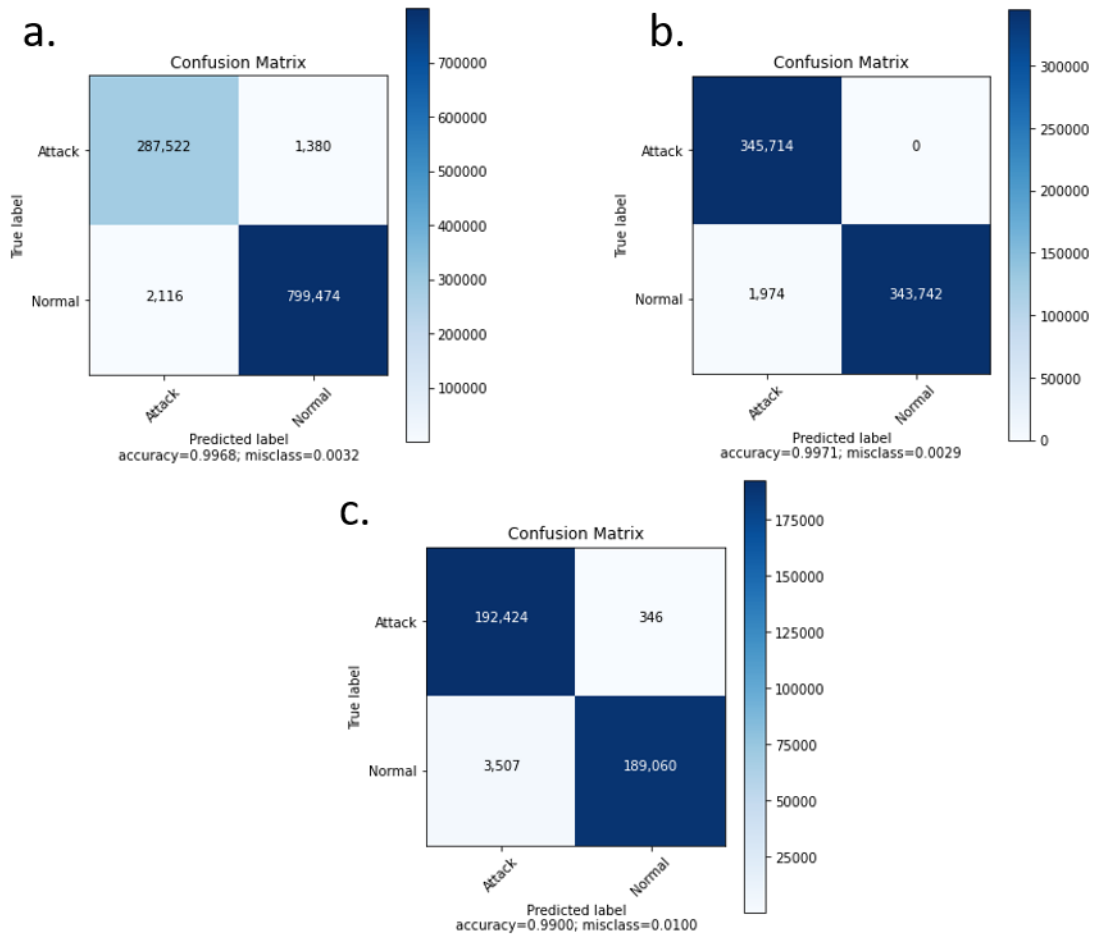 a.
Confusion Matrix
Attack
287,522
1,380
Normal
2,116
799,474
True label
Attack
Normal
Predicted label
accuracy=0.9968; misclass=0.0032
700000
600000
500000
400000
300000
200000
100000
b.
Confusion Matrix
Attack
345,714
0
Normal
1,974
343,742
True label
Attack
Normal
Predicted label
accuracy=0.9971; misclass=0.0029
300000
250000
200000
150000
100000
50000
0
c.
Confusion Matrix
Attack
192,424
346
Normal
3,507
189,060
True label
Attack
Normal
Predicted label
accuracy=0.9900; misclass=0.0100
175000
150000
125000
100000
75000
50000
25000